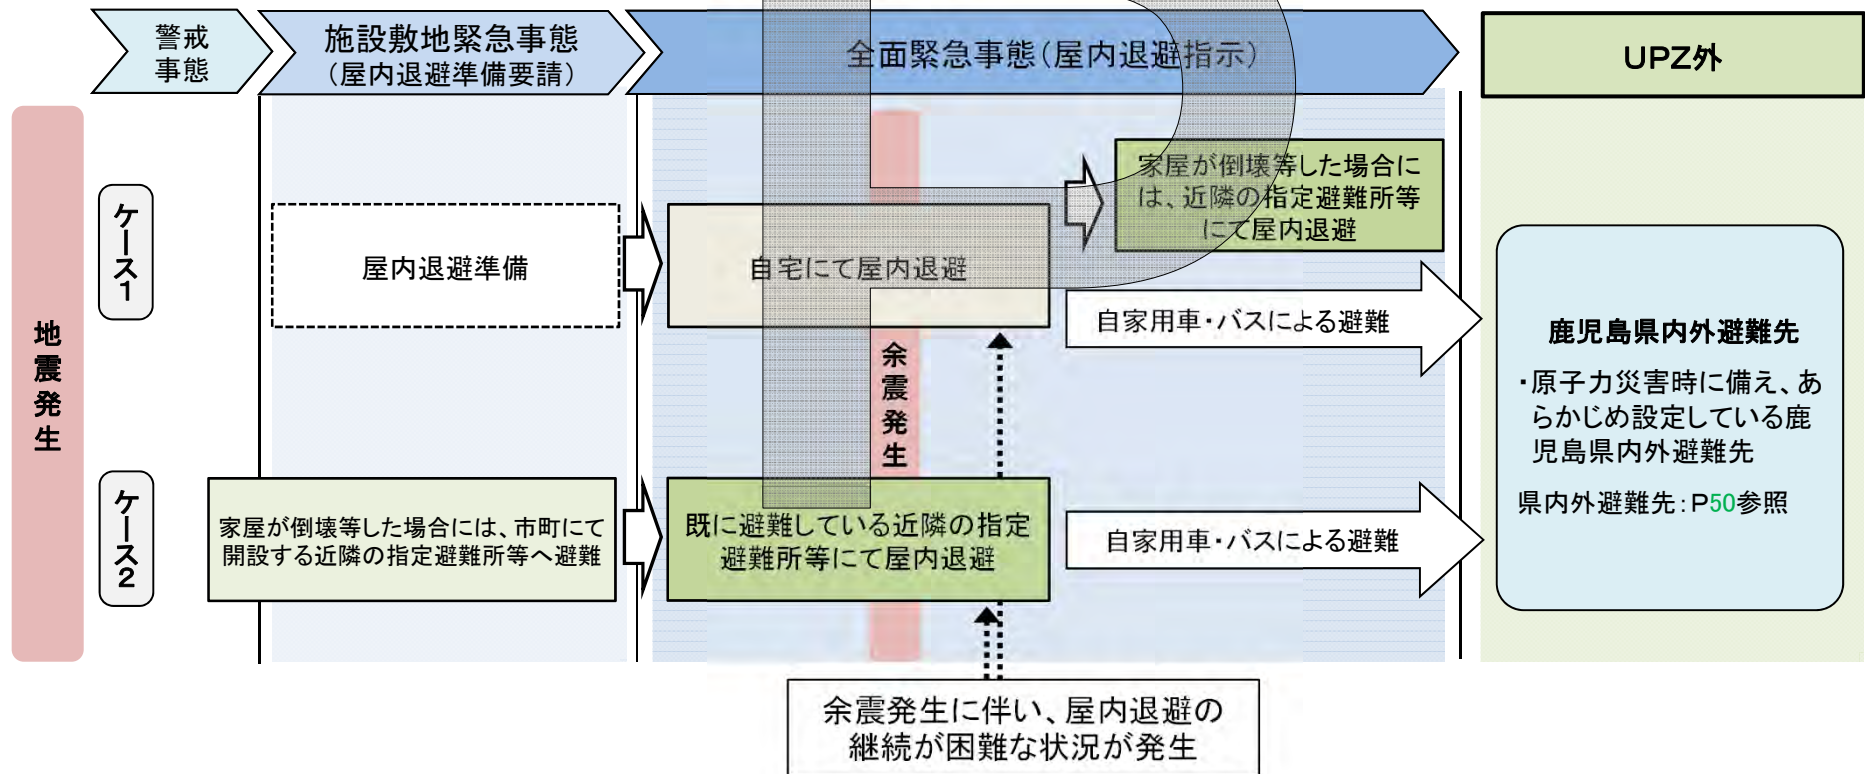 警戒
事態
施設敷地緊急事態
(屋内退避準備要請)
全面緊急事態(屋内退避指示)
UPZ外
地震発生
ケース1
屋内退避準備
自宅にて屋内退避
家屋が倒壊等した場合に
は、近隣の指定避難所等
にて屋内退避
自家用車・バスによる避難
余震発生
ケース2
家屋が倒壊等した場合には、市町にて
開設する近隣の指定避難所等へ避難
既に避難している近隣の指定
避難所等にて屋内退避
自家用車・バスによる避難
鹿児島県内外避難先
・原子力災害時に備え、あ
らかじめ設定している鹿
児島県内外避難先
県内外避難先:P50参照
余震発生に伴い、屋内退避の
継続が困難な状況が発生